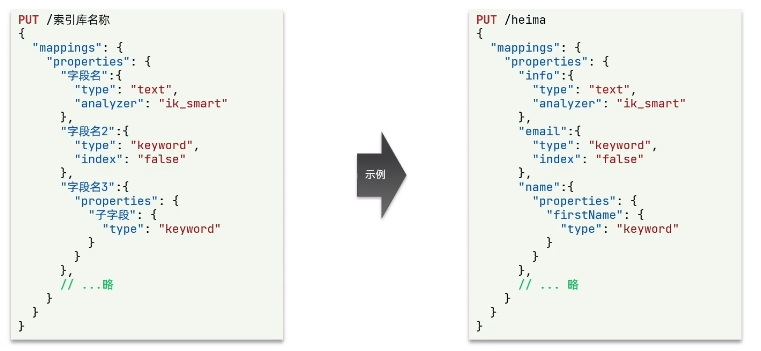 PUT /索引库名称
{
  "mappings": {
    "properties": {
      "字段名":{
        "type": "text",
        "analyzer": "ik_smart"
      },
      "字段名2":{
        "type": "keyword",
        "index": "false"
      },
      "字段名3":{
        "properties": {
          "子字段": {
            "type": "keyword"
          }
        }
      },
      // ...略
    }
  }
}
示例
PUT /heima
{
  "mappings": {
    "properties": {
      "info":{
        "type": "text",
        "analyzer": "ik_smart"
      },
      "email":{
        "type": "keyword",
        "index": "false"
      },
      "name":{
        "properties": {
          "firstName": {
            "type": "keyword"
          }
        }
      },
      // ... 略
    }
  }
}